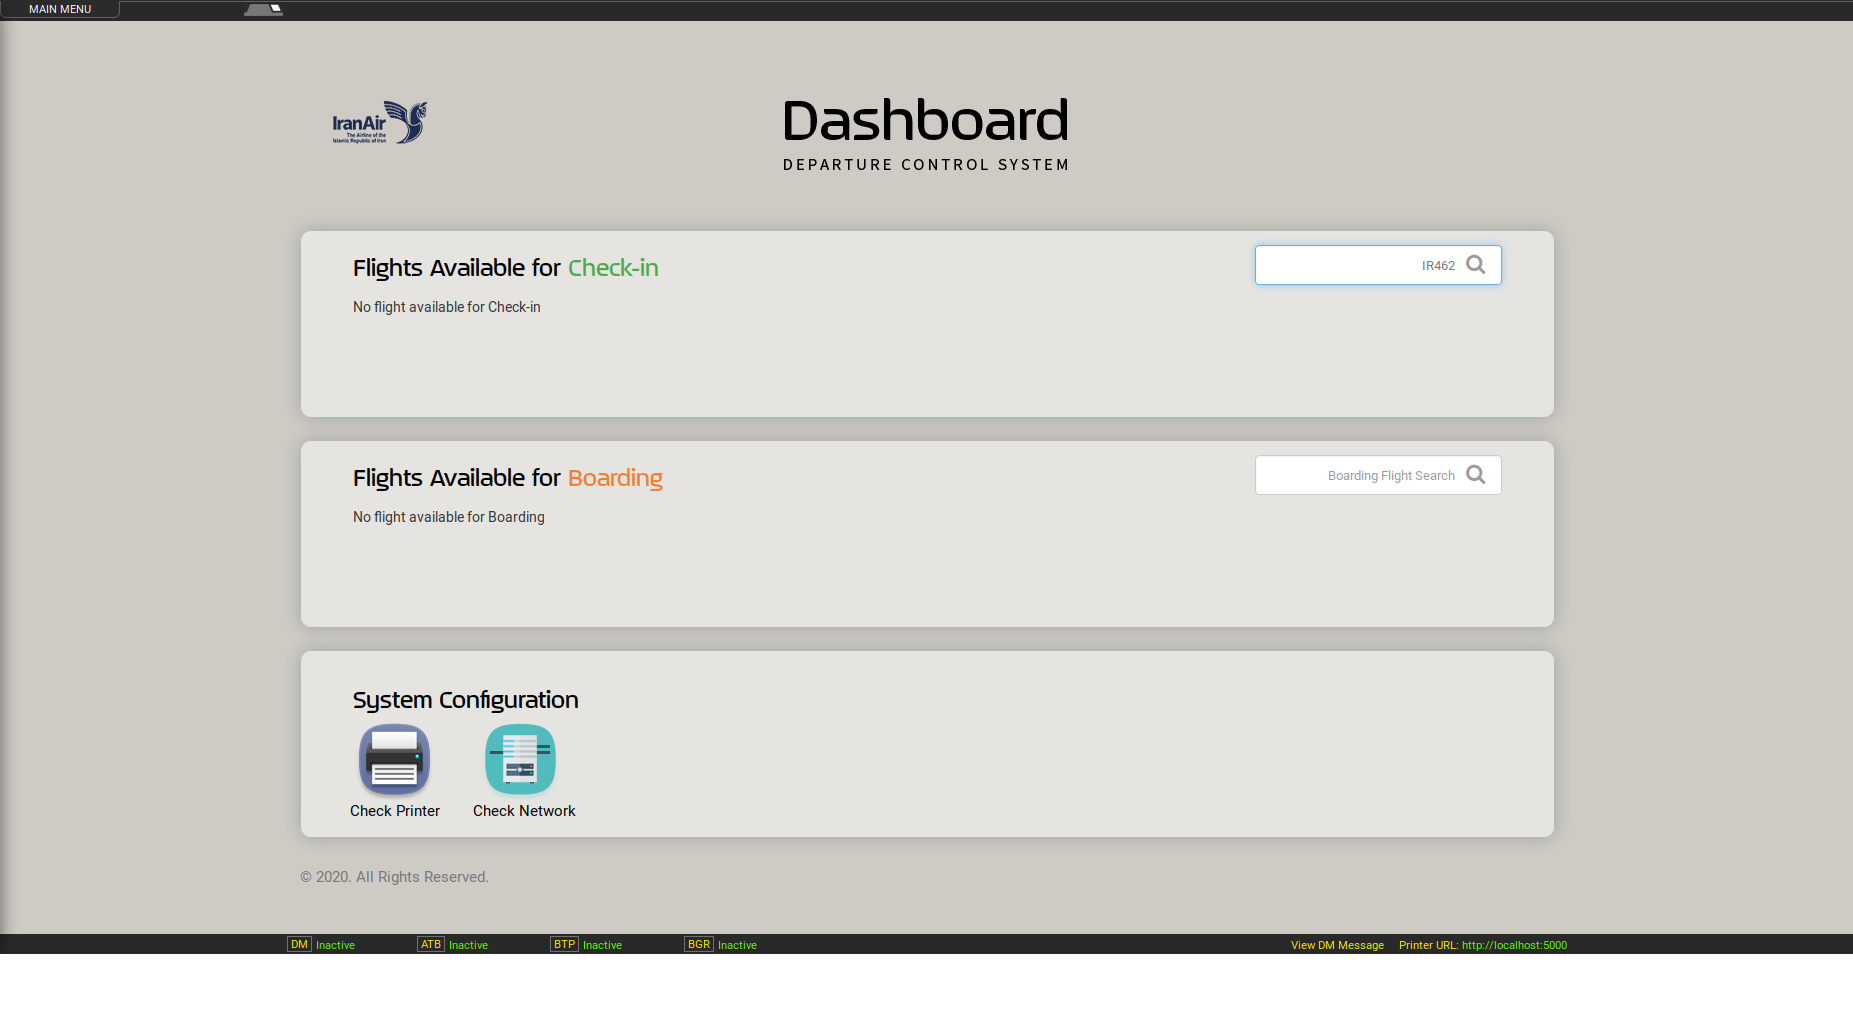 MAIN MENU
IranAir
The Airline of the
Islamic Republic of Iran
Dashboard
DEPARTURE CONTROL SYSTEM
Flights Available for Check-in
IR462
No flight available for Check-in
Flights Available for Boarding
Boarding Flight Search
No flight available for Boarding
System Configuration
Check Printer
Check Network
© 2020. All Rights Reserved.
DM Inactive ATB Inactive BTP Inactive BGR Inactive View DM Message Printer URL: http://localhost:5000